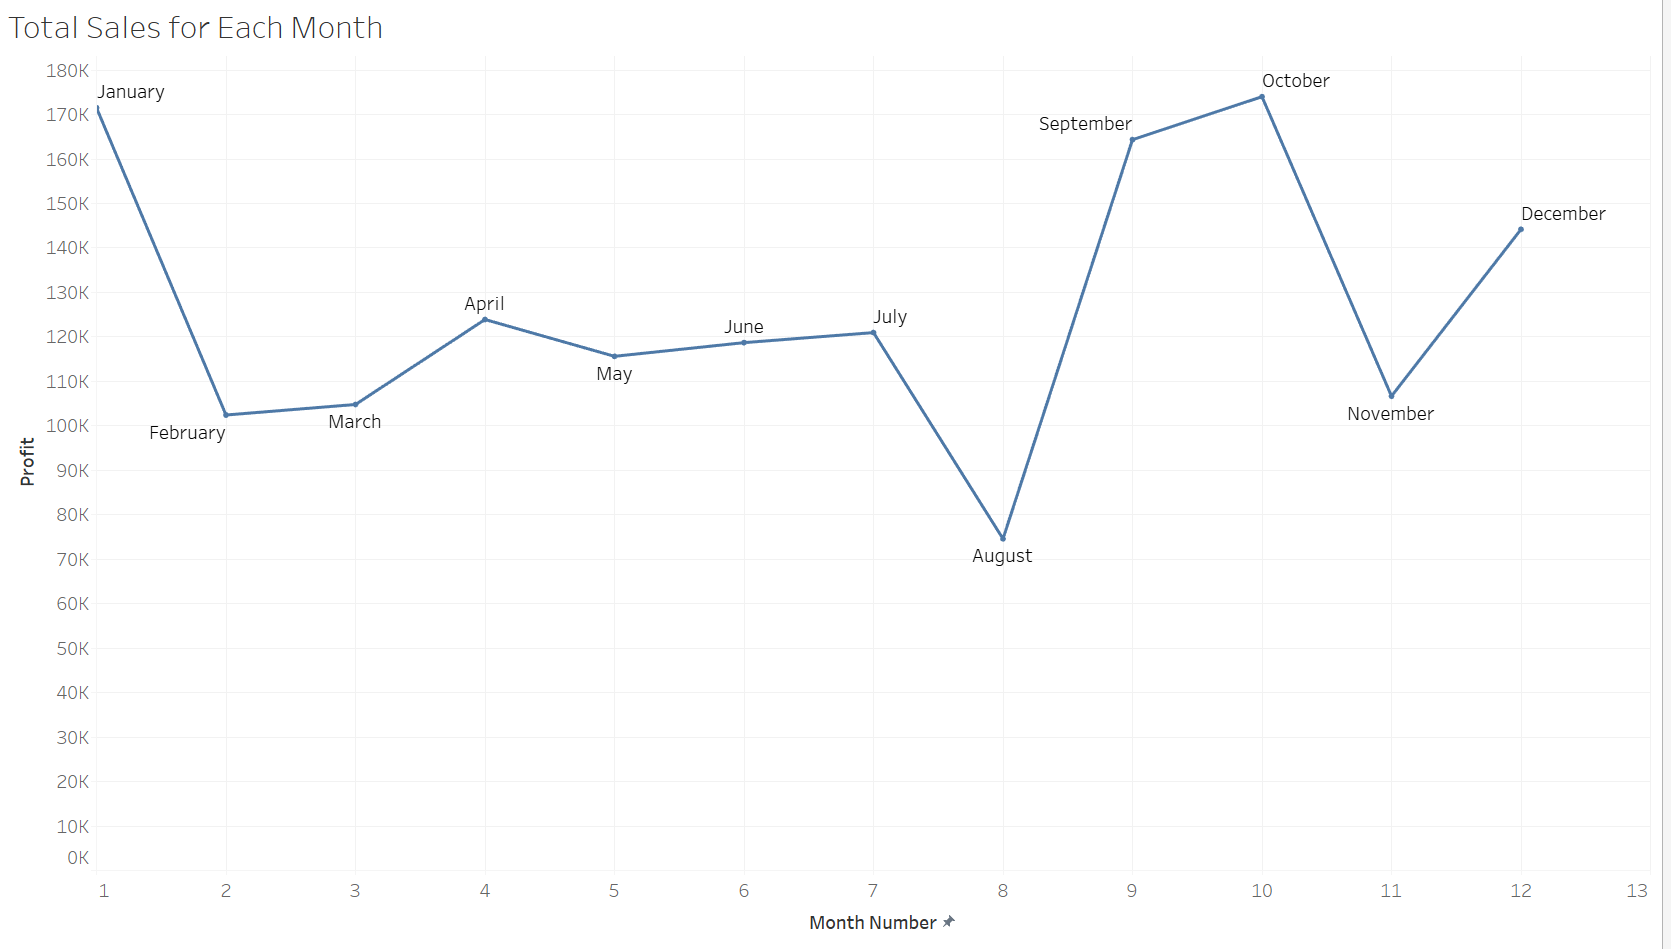 Total Sales for Each Month
180K
170K
160K
150K
140K
130K
120K
110K
100K
90K
80K
70K
60K
50K
40K
30K
20K
10K
0K
Profit
January
February
March
April
May
June
July
August
September
October
November
December
1 2 3 4 5 6 7 8 9 10 11 12 13
Month Number